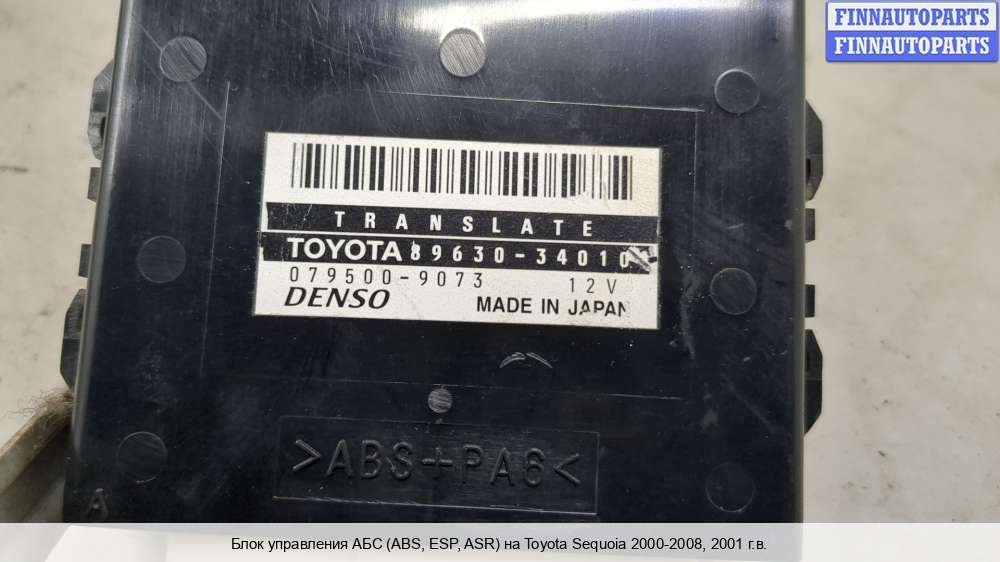 FINNAUTOPARTS
FINNAUTOPARTS
TRANSLATE
TOYOTA 89630-34010
079500-9073 12V
DENSO MADE IN JAPAN
>ABS+PA6<
A
Блок управления АБС (ABS, ESP, ASR) на Toyota Sequoia 2000-2008, 2001 г.в.